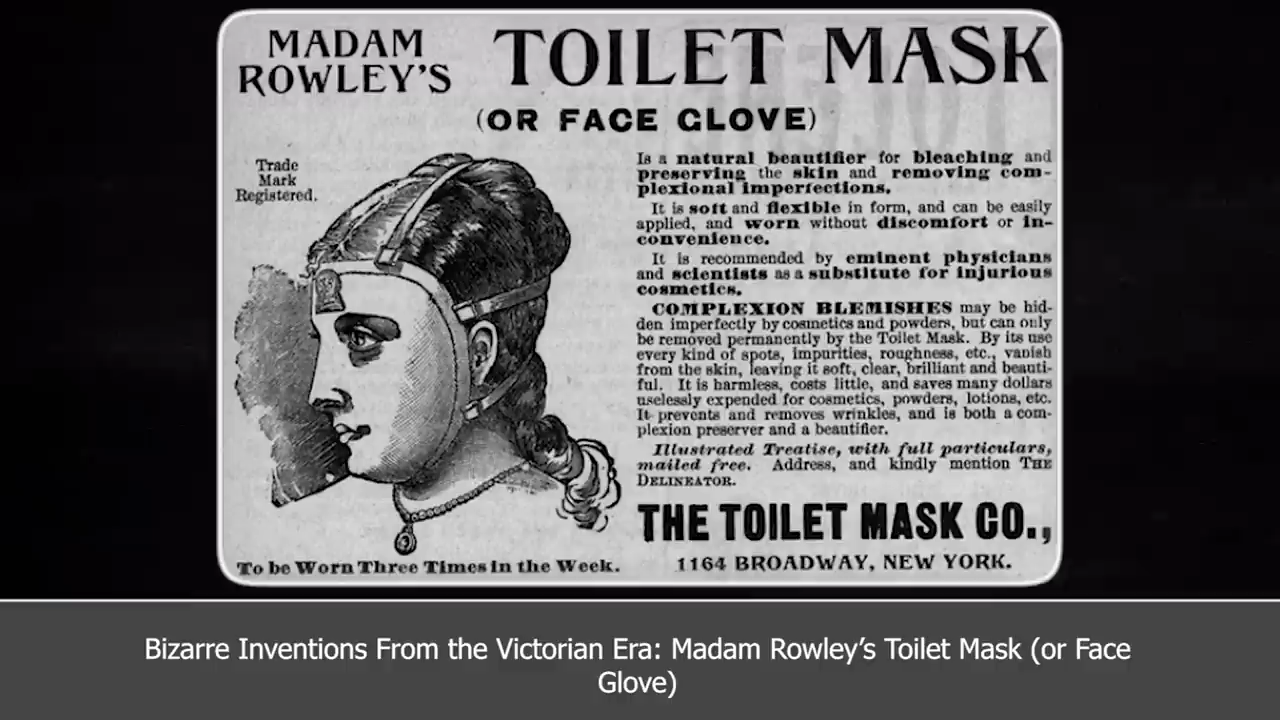 MADAM
ROWLEY'S
TOILET MASK
(OR FACE GLOVE)
Trade
Mark
Registered.
Is a natural beautifier for bleaching and
preserving the skin and removing com-
plexional imperfections.
It is soft and flexible in form, and can be easily
applied, and worn without discomfort or in-
convenience.
It is recommended by eminent physicians
and scientists as a substitute for injurious
cosmetics.
COMPLEXION BLEMISHES may be hid-
den imperfectly by cosmetics and powders, but can only
be removed permanently by the Toilet Mask. By its use
every kind of spots, impurities, roughness, etc., vanish
from the skin, leaving it soft, clear, brilliant and beauti-
ful. It is harmless, costs little, and saves many dollars
uselessly expended for cosmetics, powders, lotions, etc.
It prevents and removes wrinkles, and is both a com-
plexion preserver and a beautifier.
Illustrated Treatise, with full particulars,
mailed free. Address, and kindly mention THE
DELINEATOR.
THE TOILET MASK CO.,
1164 BROADWAY, NEW YORK.
To be Worn Three Times in the Week.
Bizarre Inventions From the Victorian Era: Madam Rowley's Toilet Mask (or Face
Glove)